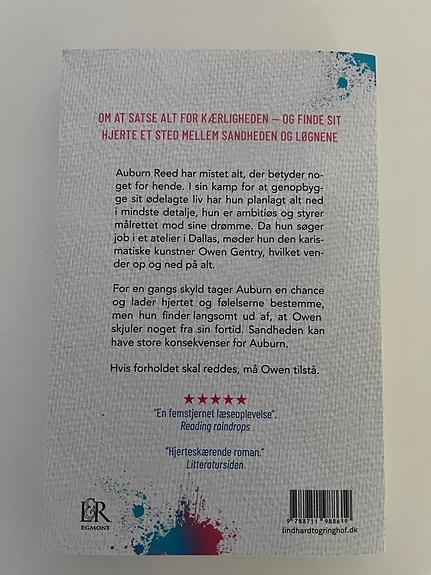 OM AT SATSE ALT FOR KÆRLIGHEDEN – OG FINDE SIT
HJERTE ET STED MELLEM SANDHEDEN OG LØGNENE
Auburn Reed har mistet alt, der betyder no-
get for hende. I sin kamp for at genopbyg-
ge sit ødelagte liv har hun planlagt alt ned
i mindste detalje, hun er ambitiøs og styrer
målrettet mod sine drømme. Da hun søger
job i et atelier i Dallas, møder hun den karis-
matiske kunstner Owen Gentry, hvilket ven-
der op og ned på alt.
For en gangs skyld tager Auburn en chance
og lader hjertet og følelserne bestemme,
men hun finder langsomt ud af, at Owen
skjuler noget fra sin fortid. Sandheden kan
have store konsekvenser for Auburn.
Hvis forholdet skal reddes, må Owen tilstå.
"En femstjernet læseoplevelse".
Reading raindrops
"Hjerteskærende roman."
Litteratursiden
L&R
EGMONT
9 788711 988619
lindhardtogringhof.dk